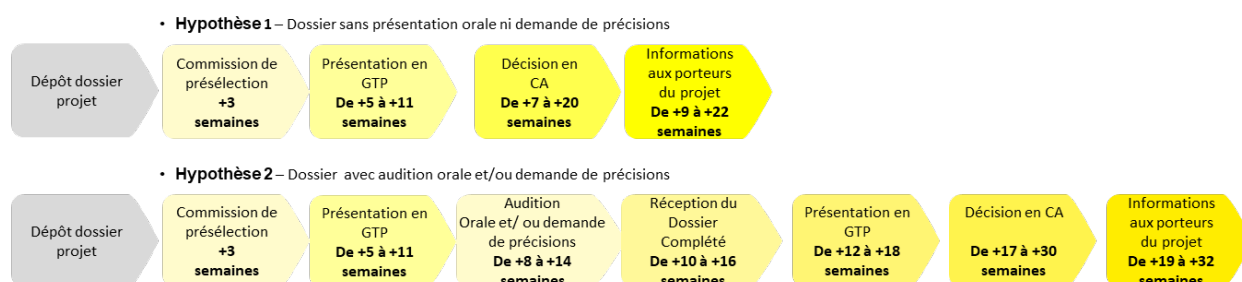 • Hypothèse 1 – Dossier sans présentation orale ni demande de précisions
Dépôt dossier
projet
Commission de
présélection
+3
semaines
Présentation en
GTP
De +5 à +11
semaines
Décision en
CA
De +7 à +20
semaines
Informations
aux porteurs
du projet
De +9 à +22
semaines
• Hypothèse 2 – Dossier avec audition orale et/ou demande de précisions
Dépôt dossier
projet
Commission de
présélection
+3
semaines
Présentation en
GTP
De +5 à +11
semaines
Audition
Orale et/ ou demande
de précisions
De +8 à +14
semaines
Réception du
Dossier
Complété
De +10 à +16
semaines
Présentation en
GTP
De +12 à +18
semaines
Décision en CA
De +17 à +30
semaines
Informations
aux porteurs
du projet
De +19 à +32
semaines